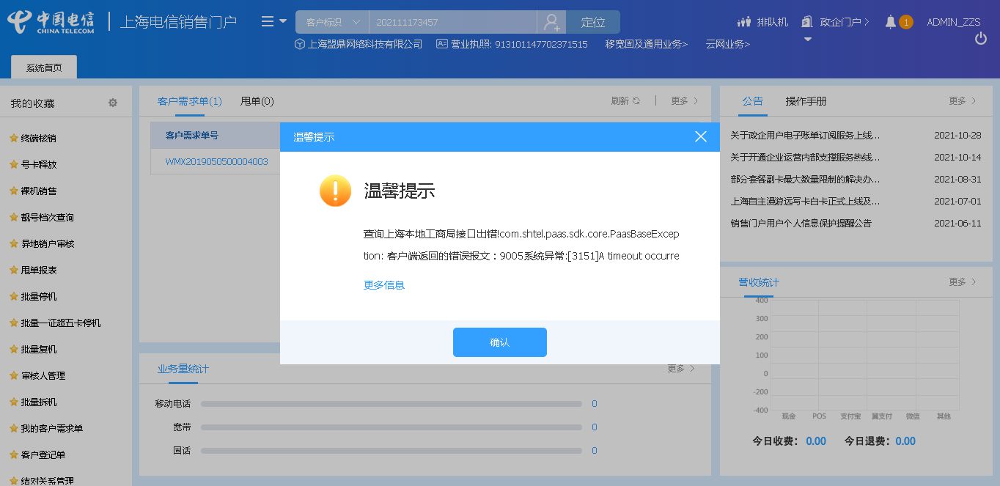 中国电信
CHINA TELECOM
上海电信销售门户
客户标识
202111173457
定位
排队机
政企门户
1
ADMIN_ZZS
上海盟鼎网络科技有限公司
营业执照: 913101147702371515
移宽固及通用业务>
云网业务>
系统首页
我的收藏
终端核销
号卡释放
裸机销售
靓号档次查询
异地销户审核
甩单报表
批量停机
批量一证超五卡停机
批量复机
审核人管理
批量拆机
我的客户需求单
客户登记单
结对关系管理
客户需求单(1)
甩单(0)
刷新
更多
客户需求单号
WMX2019050500004003
温馨提示
温馨提示
查询上海本地工商局接口出错!com.shtel.paas.sdk.core.PaasBaseExcep
tion: 客户端返回的错误报文：9005系统异常:[3151]A timeout occurre
更多信息
确认
业务量统计
更多
移动电话 0
宽带 0
固话 0
公告
操作手册
更多
关于政企用户电子账单订阅服务上线... 2021-10-28
关于开通企业运营内部支撑服务热线... 2021-10-14
部分套餐副卡最大数量限制的解决办... 2021-08-31
上海自主漫游远写卡白卡正式上线及... 2021-07-01
销售门户用户个人信息保护提醒公告 2021-06-11
营收统计
更多
400
300
200
100
0
-200
-400
现金 POS 支付宝 翼支付 微信 其他
今日收费： 0.00 今日退费： 0.00